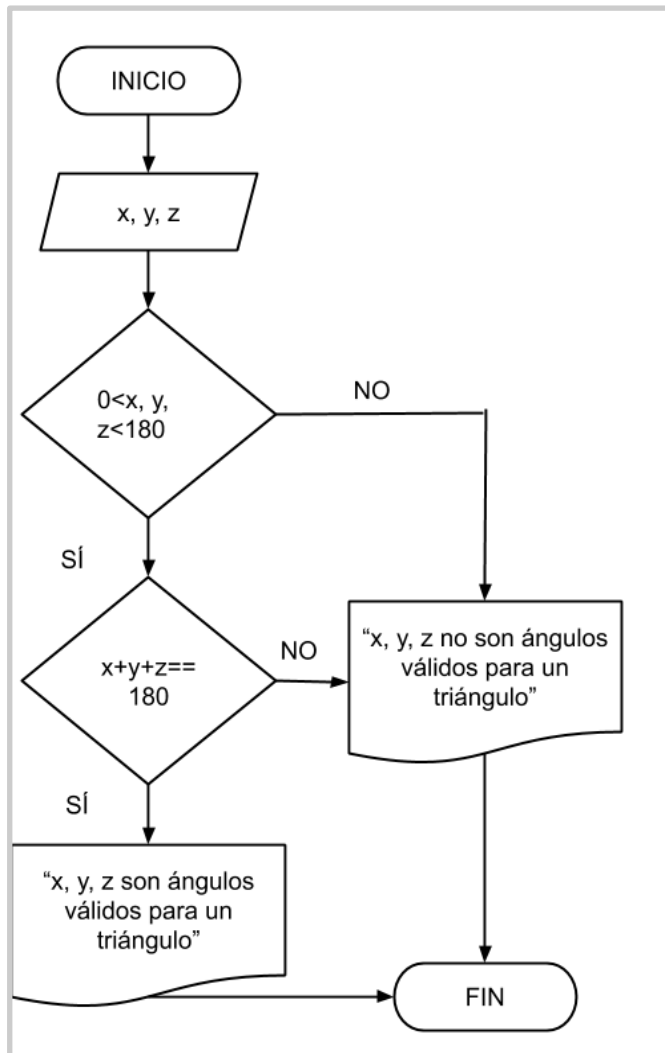 INICIO
x, y, z
0<x, y,
z<180
NO
SÍ
x+y+z==
180
NO
“x, y, z no son ángulos
válidos para un
triángulo”
SÍ
“x, y, z son ángulos
válidos para un
triángulo”
FIN